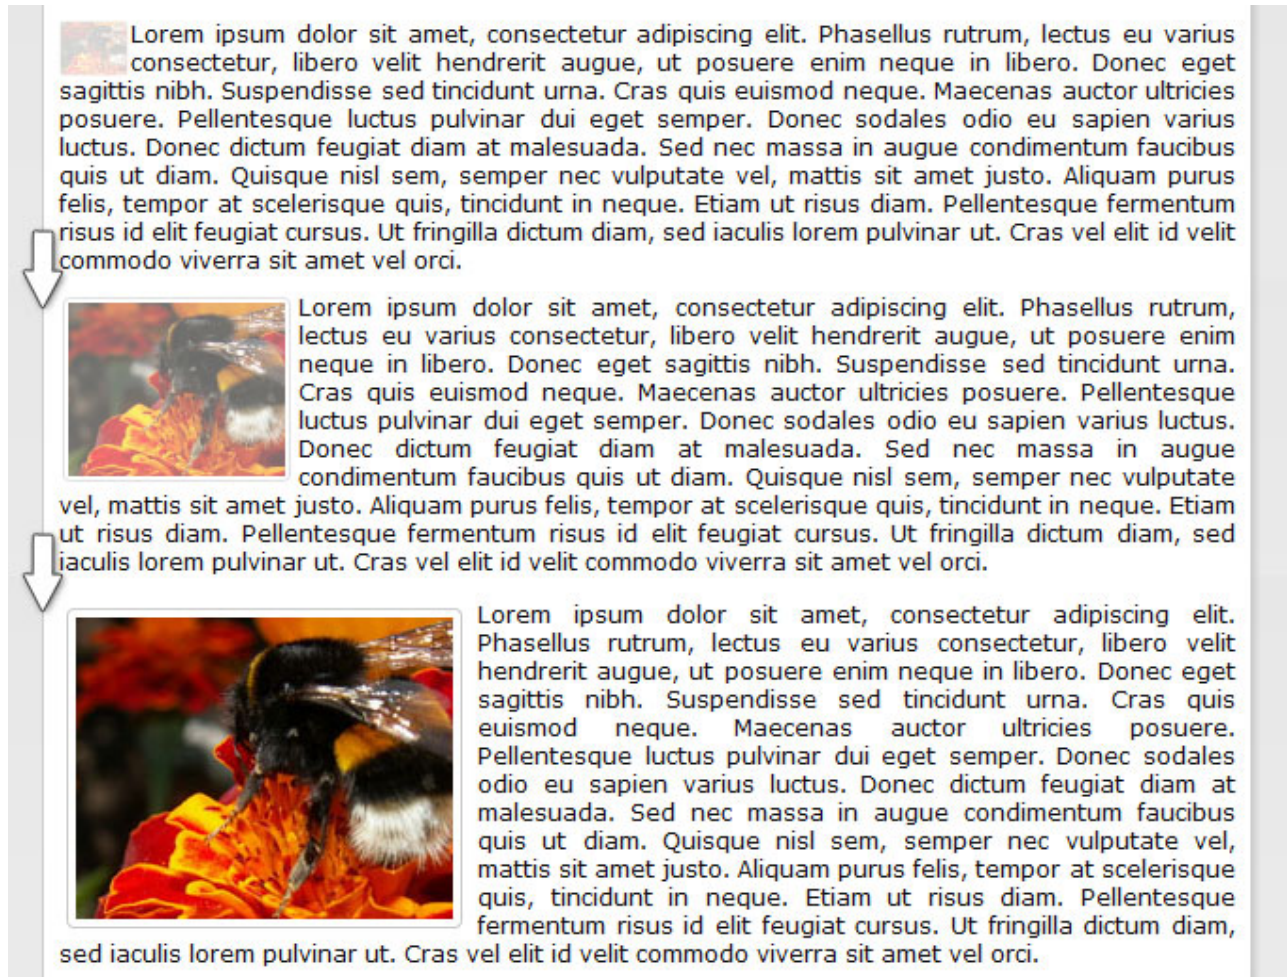 Lorem ipsum dolor sit amet, consectetur adipiscing elit. Phasellus rutrum, lectus eu varius
consectetur, libero velit hendrerit augue, ut posuere enim neque in libero. Donec eget
sagittis nibh. Suspendisse sed tincidunt urna. Cras quis euismod neque. Maecenas auctor ultricies
posuere. Pellentesque luctus pulvinar dui eget semper. Donec sodales odio eu sapien varius
luctus. Donec dictum feugiat diam at malesuada. Sed nec massa in augue condimentum faucibus
quis ut diam. Quisque nisl sem, semper nec vulputate vel, mattis sit amet justo. Aliquam purus
felis, tempor at scelerisque quis, tincidunt in neque. Etiam ut risus diam. Pellentesque fermentum
risus id elit feugiat cursus. Ut fringilla dictum diam, sed iaculis lorem pulvinar ut. Cras vel elit id velit
commodo viverra sit amet vel orci.
Lorem ipsum dolor sit amet, consectetur adipiscing elit. Phasellus rutrum,
lectus eu varius consectetur, libero velit hendrerit augue, ut posuere enim
neque in libero. Donec eget sagittis nibh. Suspendisse sed tincidunt urna.
Cras quis euismod neque. Maecenas auctor ultricies posuere. Pellentesque
luctus pulvinar dui eget semper. Donec sodales odio eu sapien varius luctus.
Donec dictum feugiat diam at malesuada. Sed nec massa in augue
condimentum faucibus quis ut diam. Quisque nisl sem, semper nec vulputate
vel, mattis sit amet justo. Aliquam purus felis, tempor at scelerisque quis, tincidunt in neque. Etiam
ut risus diam. Pellentesque fermentum risus id elit feugiat cursus. Ut fringilla dictum diam, sed
iaculis lorem pulvinar ut. Cras vel elit id velit commodo viverra sit amet vel orci.
Lorem ipsum dolor sit amet, consectetur adipiscing elit.
Phasellus rutrum, lectus eu varius consectetur, libero velit
hendrerit augue, ut posuere enim neque in libero. Donec eget
sagittis nibh. Suspendisse sed tincidunt urna. Cras quis
euismod neque. Maecenas auctor ultricies posuere.
Pellentesque luctus pulvinar dui eget semper. Donec sodales
odio eu sapien varius luctus. Donec dictum feugiat diam at
malesuada. Sed nec massa in augue condimentum faucibus
quis ut diam. Quisque nisl sem, semper nec vulputate vel,
mattis sit amet justo. Aliquam purus felis, tempor at scelerisque
quis, tincidunt in neque. Etiam ut risus diam. Pellentesque
fermentum risus id elit feugiat cursus. Ut fringilla dictum diam,
sed iaculis lorem pulvinar ut. Cras vel elit id velit commodo viverra sit amet vel orci.